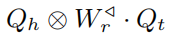 Q_h ⊗ W_r^◁ · Q_t